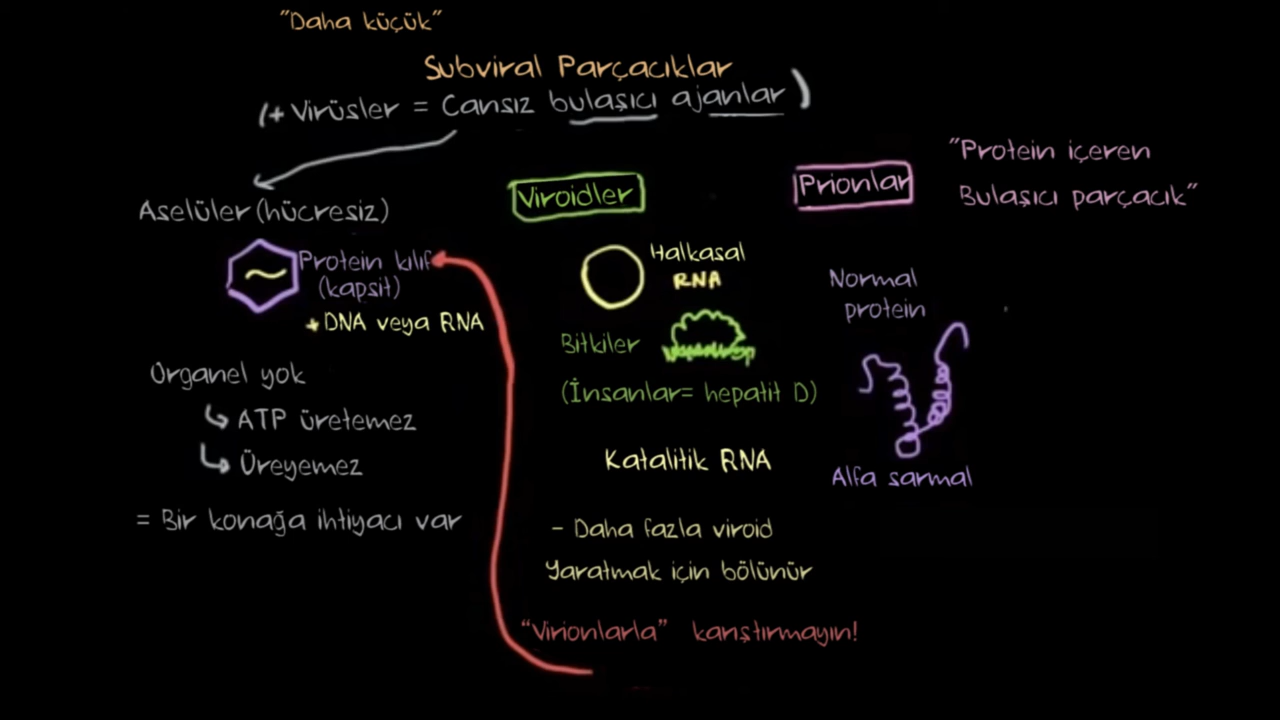 "Daha küçük"
Subviral Parçacıklar
(+ Virüsler = Cansız bulaşıcı ajanlar)
Aselüler (hücresiz)
Protein kılıf
(kapsit)
+ DNA veya RNA
Organel yok
ATP üretemez
Üreyemez
= Bir konağa ihtiyacı var
Viroidler
Halkasal
RNA
Bitkiler
(İnsanlar= hepatit D)
Katalitik RNA
- Daha fazla viroid
Yaratmak için bölünür
"Virionlarla" karıştırmayın!
Prionlar
"Protein içeren
Bulaşıcı parçacık"
Normal
protein
Alfa sarmal